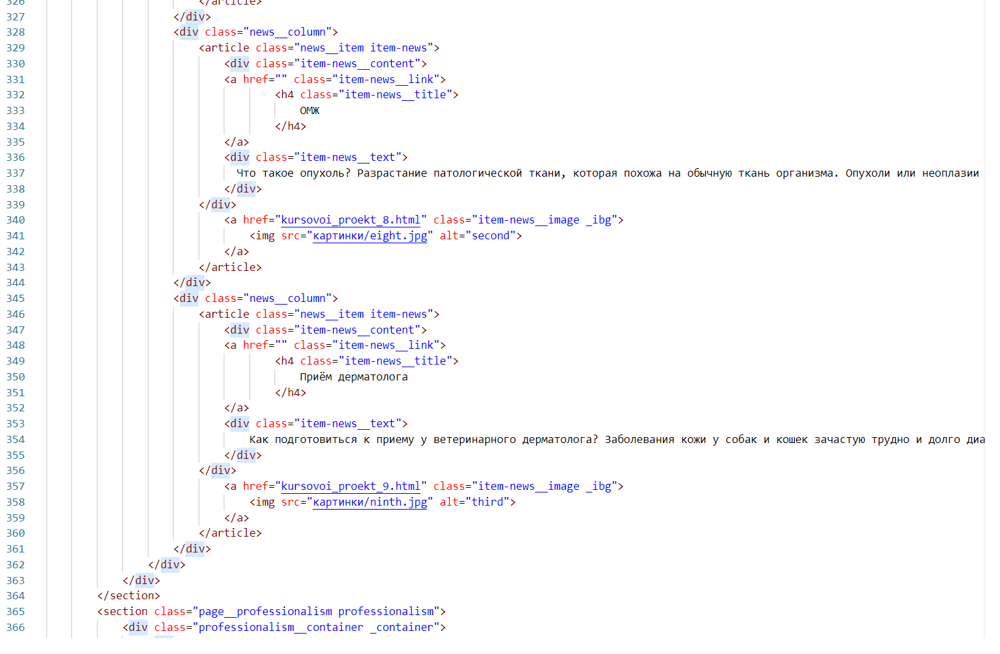 326 </article>
327 </div>
328 <div class="news__column">
329 <article class="news__item item-news">
330 <div class="item-news__content">
331 <a href="" class="item-news__link">
332 <h4 class="item-news__title">
333 ОМЖ
334 </h4>
335 </a>
336 <div class="item-news__text">
337 Что такое опухоль? Разрастание патологической ткани, которая похожа на обычную ткань организма. Опухоли или неоплазии
338 </div>
339 </div>
340 <a href="kursovoi_proekt_8.html" class="item-news__image _ibg">
341 <img src="картинки/eight.jpg" alt="second">
342 </a>
343 </article>
344 </div>
345 <div class="news__column">
346 <article class="news__item item-news">
347 <div class="item-news__content">
348 <a href="" class="item-news__link">
349 <h4 class="item-news__title">
350 Приём дерматолога
351 </h4>
352 </a>
353 <div class="item-news__text">
354 Как подготовиться к приему у ветеринарного дерматолога? Заболевания кожи у собак и кошек зачастую трудно и долго диа
355 </div>
356 </div>
357 <a href="kursovoi_proekt_9.html" class="item-news__image _ibg">
358 <img src="картинки/ninth.jpg" alt="third">
359 </a>
360 </article>
361 </div>
362 </div>
363 </div>
364 </section>
365 <section class="page__professionalism professionalism">
366 <div class="professionalism__container _container">